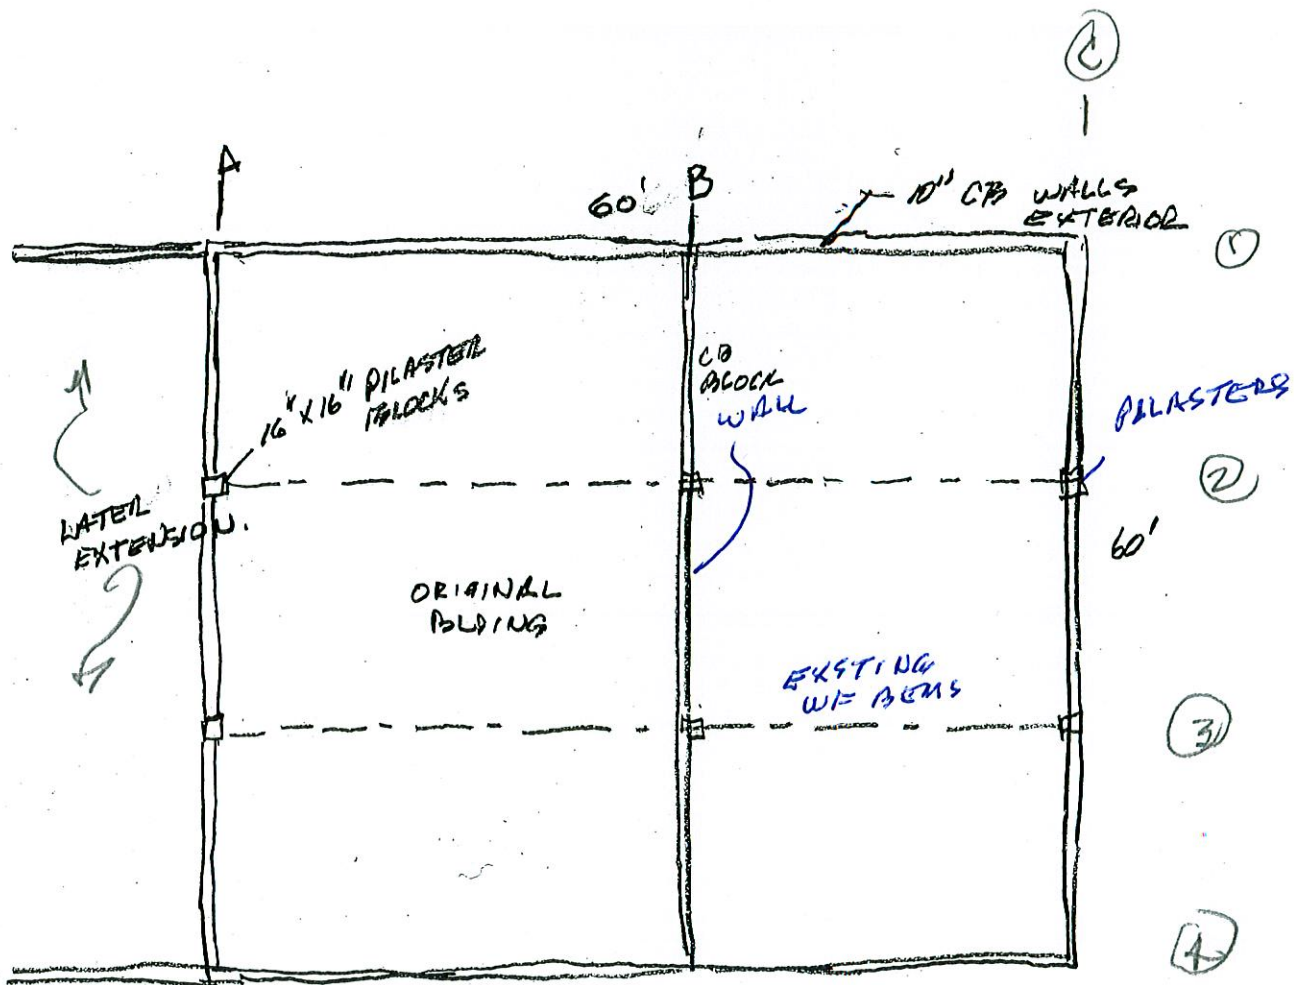 C
A
60'
B
10" CB WALLS
EXTERIOR
1
16" X 16" PILASTER
BLOCKS
CB
BLOCK
WALL
PILASTERS
2
LATER
EXTENSION.
60'
ORIGINAL
BLDING
EXSTING
WF BEMS
3
4